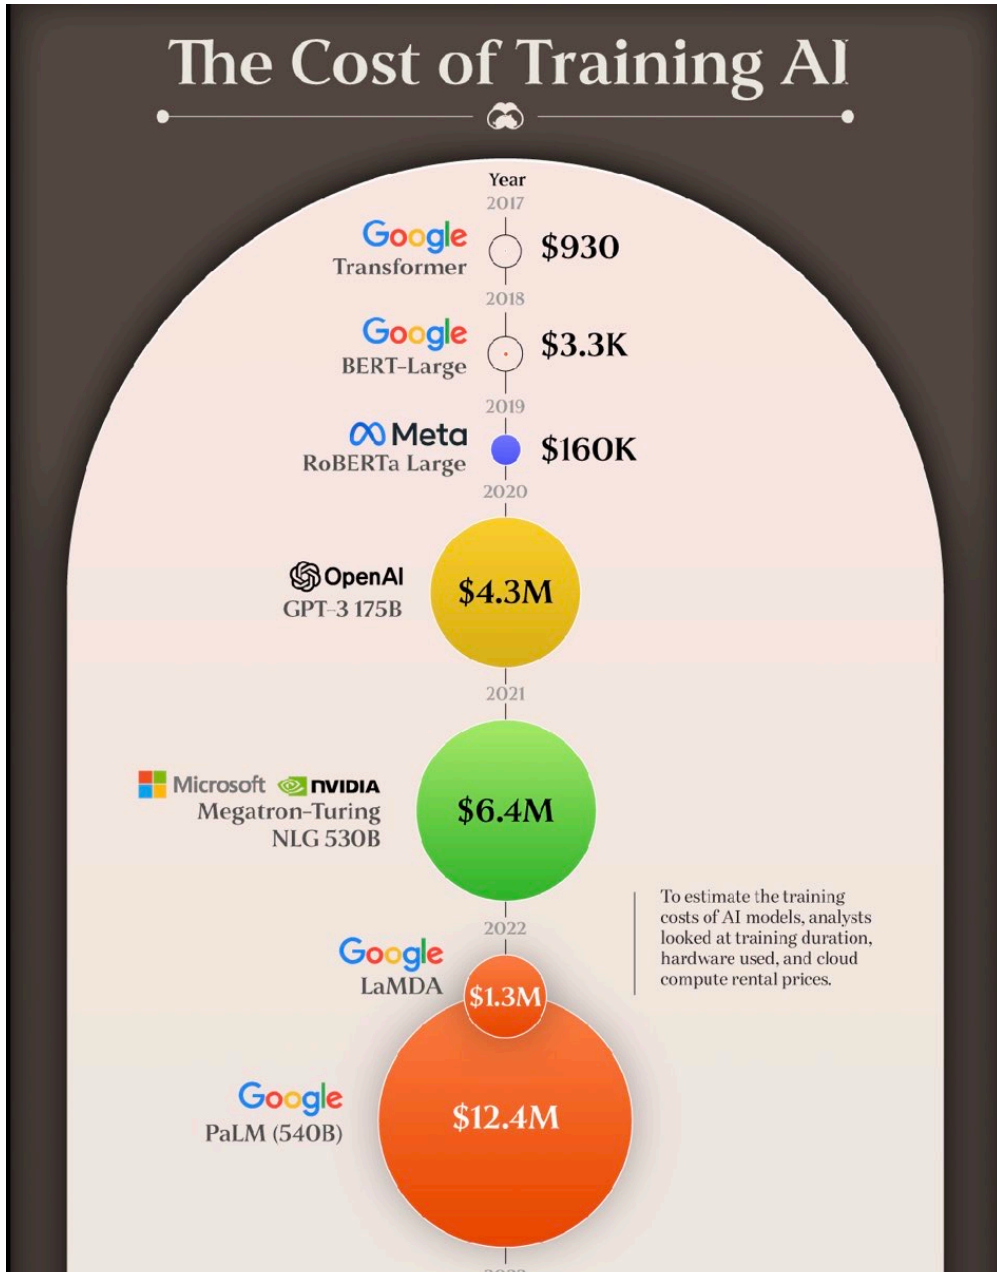 The Cost of Training AI
Year
2017
Google
Transformer
$930
2018
Google
BERT-Large
$3.3K
2019
Meta
RoBERTa Large
$160K
2020
OpenAI
GPT-3 175B
$4.3M
2021
Microsoft NVIDIA
Megatron-Turing
NLG 530B
$6.4M
To estimate the training
costs of AI models, analysts
looked at training duration,
hardware used, and cloud
compute rental prices.
2022
Google
LaMDA
$1.3M
Google
PaLM (540B)
$12.4M